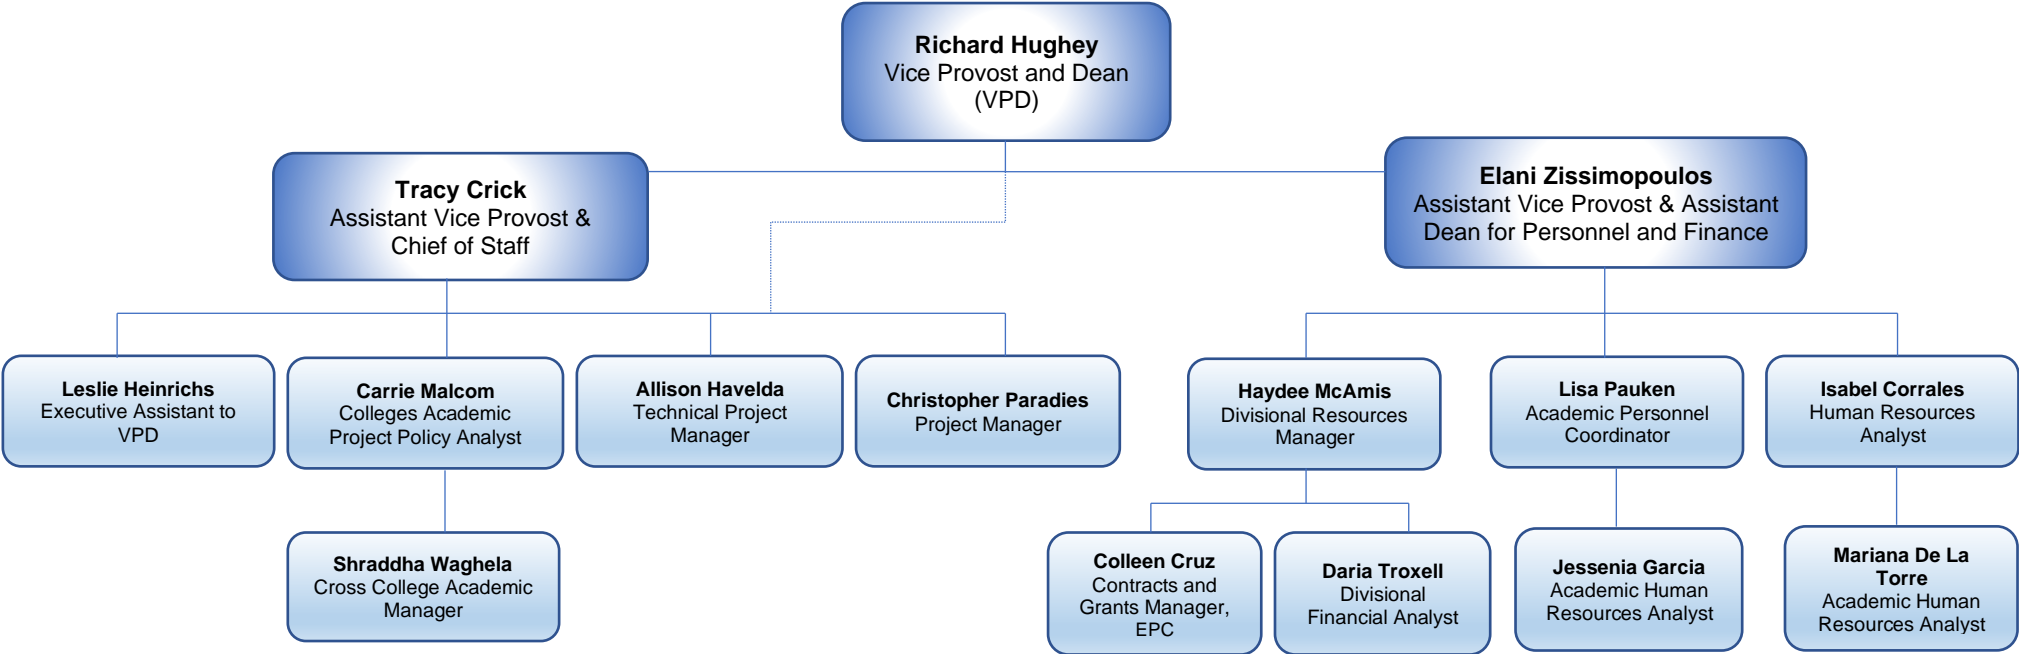 Richard Hughey
Vice Provost and Dean
(VPD)
Tracy Crick
Assistant Vice Provost &
Chief of Staff
Elani Zissimopoulos
Assistant Vice Provost & Assistant
Dean for Personnel and Finance
Leslie Heinrichs
Executive Assistant to
VPD
Carrie Malcom
Colleges Academic
Project Policy Analyst
Allison Havelda
Technical Project
Manager
Christopher Paradies
Project Manager
Haydee McAmis
Divisional Resources
Manager
Lisa Pauken
Academic Personnel
Coordinator
Isabel Corrales
Human Resources
Analyst
Shraddha Waghela
Cross College Academic
Manager
Colleen Cruz
Contracts and
Grants Manager,
EPC
Daria Troxell
Divisional
Financial Analyst
Jessenia Garcia
Academic Human
Resources Analyst
Mariana De La
Torre
Academic Human
Resources Analyst